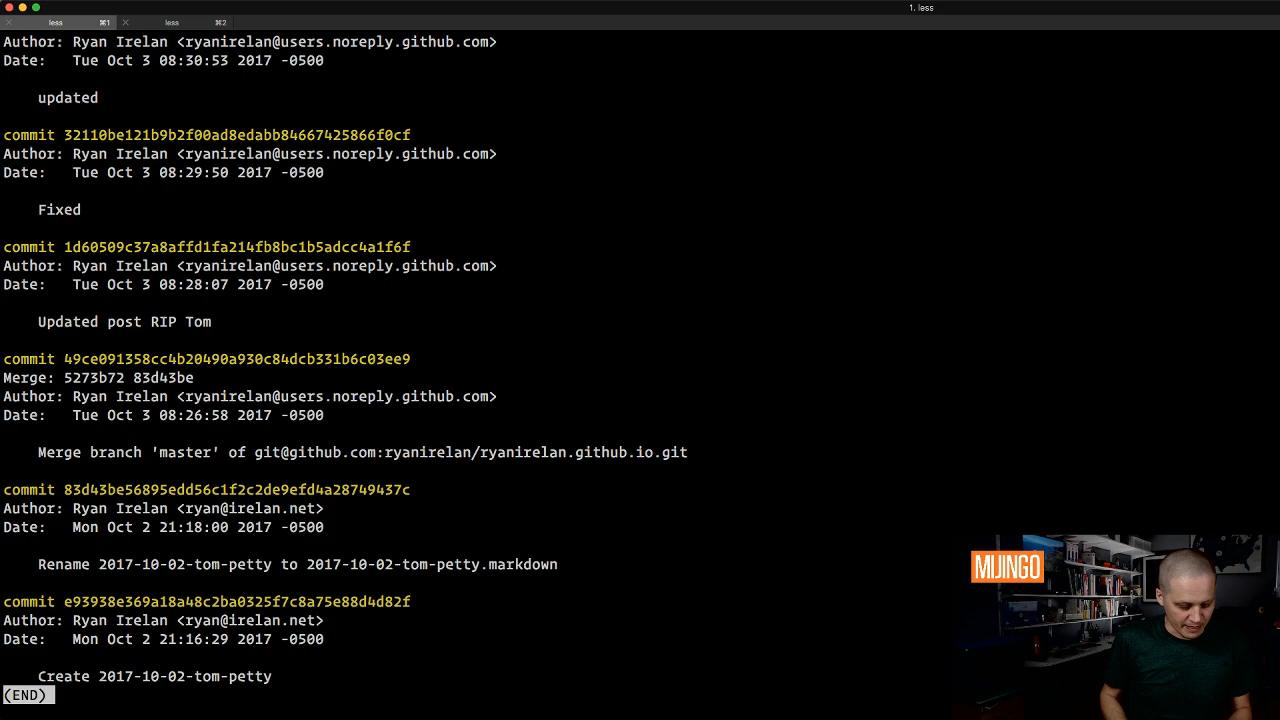 1. less
less ⌘1 less ⌘2
Author: Ryan Irelan <ryanirelan@users.noreply.github.com>
Date: Tue Oct 3 08:30:53 2017 -0500
updated
commit 32110be121b9b2f00ad8edabb84667425866f0cf
Author: Ryan Irelan <ryanirelan@users.noreply.github.com>
Date: Tue Oct 3 08:29:50 2017 -0500
Fixed
commit 1d60509c37a8affd1fa214fb8bc1b5adcc4a1f6f
Author: Ryan Irelan <ryanirelan@users.noreply.github.com>
Date: Tue Oct 3 08:28:07 2017 -0500
Updated post RIP Tom
commit 49ce091358cc4b20490a930c84dcb331b6c03ee9
Merge: 5273b72 83d43be
Author: Ryan Irelan <ryanirelan@users.noreply.github.com>
Date: Tue Oct 3 08:26:58 2017 -0500
Merge branch 'master' of git@github.com:ryanirelan/ryanirelan.github.io.git
commit 83d43be56895edd56c1f2c2de9efd4a28749437c
Author: Ryan Irelan <ryan@irelan.net>
Date: Mon Oct 2 21:18:00 2017 -0500
Rename 2017-10-02-tom-petty to 2017-10-02-tom-petty.markdown
commit e93938e369a18a48c2ba0325f7c8a75e88d4d82f
Author: Ryan Irelan <ryan@irelan.net>
Date: Mon Oct 2 21:16:29 2017 -0500
Create 2017-10-02-tom-petty
(END)
MIJINGO